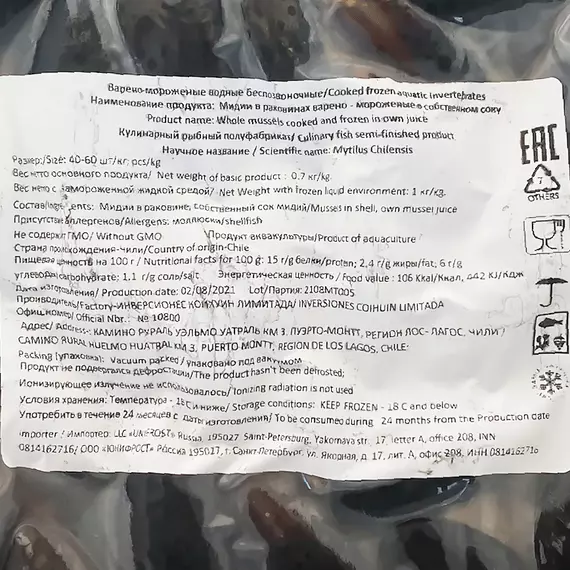 Варено-мороженые водные беспозвоночные/Cooked frozen aquatic invertebrates
Наименование продукта: Мидии в раковинах варено - мороженые в собственном соку
Product name: Whole mussels cooked and frozen in own juice
Кулинарный рыбный полуфабрикат/ Culinary fish semi-finished product
Научное название / Scientific name: Mytilus Chilensis
Размер:/Size: 40-60 шт/кг; pcs/kg
Вес нетто основного продукта/ Net weight of basic product : 0.7 kг/kg.
Вес нетто с замороженной жидкой средой/ Net Weight with frozen liquid environment: 1 кг/kg.
Мидии в раковине, собственный сок мидий/Mussels in shell, own mussel juice
Присутствие аллергенов/Allergens: моллюски/shellfish
Не содержит ГМО/ Without GMO Продукт аквакультуры/Product of aquaculture
Страна происхождения-Чили/Country of origin-Chile
Пищевая ценность на 100 г/ Nutritional facts for 100 g: 15 г/g белки/protein; 2,4 г/g жиры/fat; 6 г/g
углеводы/carbohydrate; 1,1 г/g соль/salt. Энергетическая ценность / Food value : 106 Kkal/Ккал, 442 KJ/Кдж
Дата изготовления/ Production date: 02/08/2021 Lot/Партия: 2108MT005
Производитель/Factory-ИНВЕРСИОНЕС КОЙХУИН ЛИМИТАДА/ INVERSIONES COIHUIN LIMITADA
Офиц.номер/ Official Nbr.: № 10800
Адрес/ Address: КАМИНО РУРАЛЬ УЭЛЬМО УАТРАЛЬ КМ 3, ПУЭРТО-МОНТТ, РЕГИОН ЛОС- ЛАГОС, ЧИЛИ /
CAMINO RURAL HUELMO HUATRAL KM 3, PUERTO MONTT, REGION DE LOS LAGOS, CHILE.
Packing (упаковка): Vacuum packed / упаковано под вакуумом
Продукт не подвергался дефростации/The product hasn't been defrosted;
Ионизирующее излучение не использовалось/Ionizing radiation is not used
Условия хранения: Температура - 18С и ниже/ Storage conditions: KEEP FROZEN - 18 C and below
Употребить в течение 24 месяцев с даты изготовления/ To be consumed during 24 months from the Production date
Importer / Импортер: LLC «UNIFROST» Russia, 195027, Saint-Petersburg, Yakornaya str. 17, letter A, office 208, INN
0814162716/ ООО «ЮНИФРОСТ» Россия 195017, г. Санкт-Петербург, ул. Якорная, д. 17, лит. А, офис 208, ИНН 0814162716
EAC
7
OTHERS